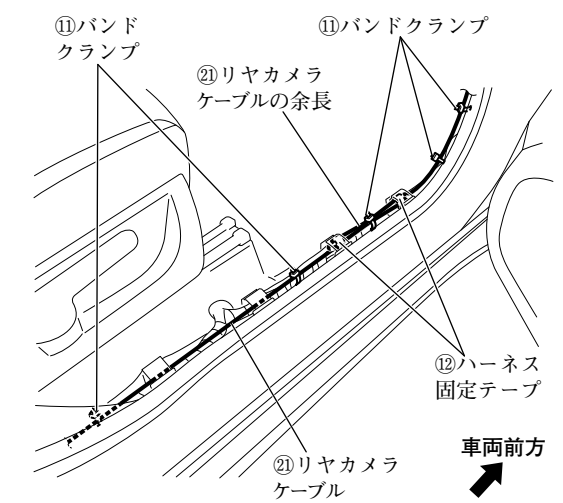 ⑪バンド
クランプ
⑪バンドクランプ
㉑リヤカメラ
ケーブルの余長
⑫ハーネス
固定テープ
車両前方
㉑リヤカメラ
ケーブル